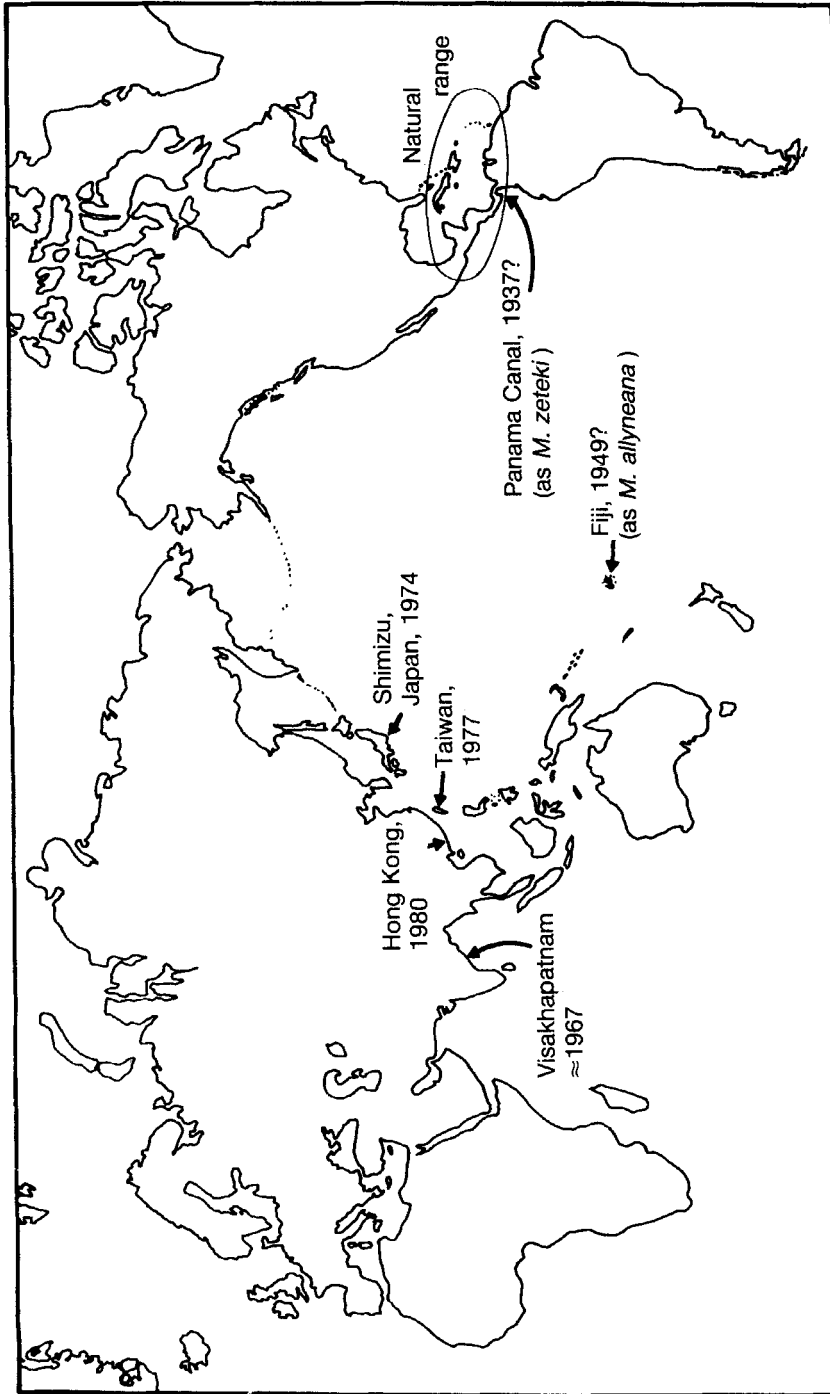 Natural
range
Panama Canal, 1937?
(as M. zeteki )
Fiji, 1949?
(as M. allyneana )
Shimizu,
Japan, 1974
Taiwan,
1977
Hong Kong,
1980
Visakhapatnam
≈1967